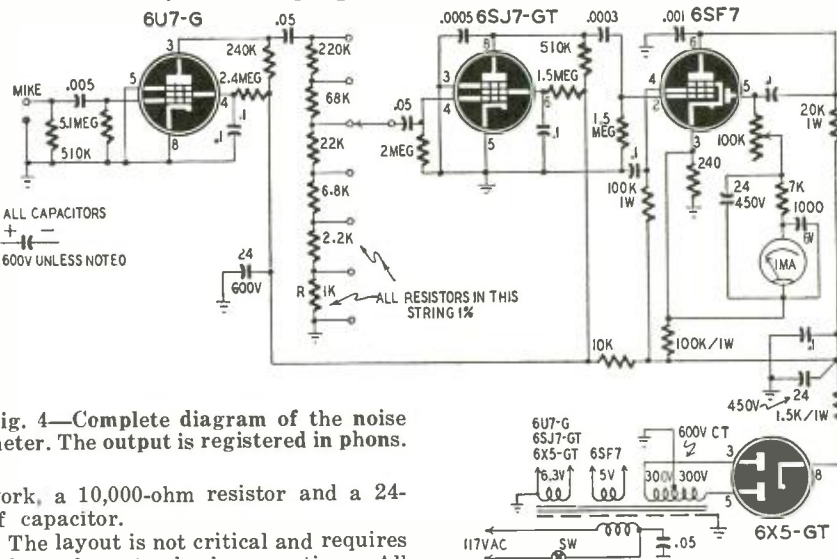 6U7-G
6SJ7-GT
6SF7
.05
.0005
.0003
.001
3
240K
220K
6
510K
6
5
2.4MEG
3
1.5MEG
4
5
.1
MIKE
.005
4
68K
.05
4
6
2
20K
1W
5.1MEG
.1
.1
1.5
MEG
100K
510K
8
22K
2MEG
5
.1
3
240
.1
100K
1W
24
450V
7K
6.8K
1000
6V
ALL CAPACITORS
+ −
600V UNLESS NOTED
2.2K
24
600V
1MA
R 1K
ALL RESISTORS IN THIS
STRING 1%
10K
100K/1W
.1
450V
24
1.5K/1W
ig. 4—Complete diagram of the noise
meter. The output is registered in phons.
ork, a 10,000-ohm resistor and a 24-
f capacitor.
The layout is not critical and requires
6U7-G
6SJ7-GT
6X5-GT
6SF7
600V CT
6.3V
5V
300V
300V
3
5
8
6X5-GT
117VAC
SW
.05